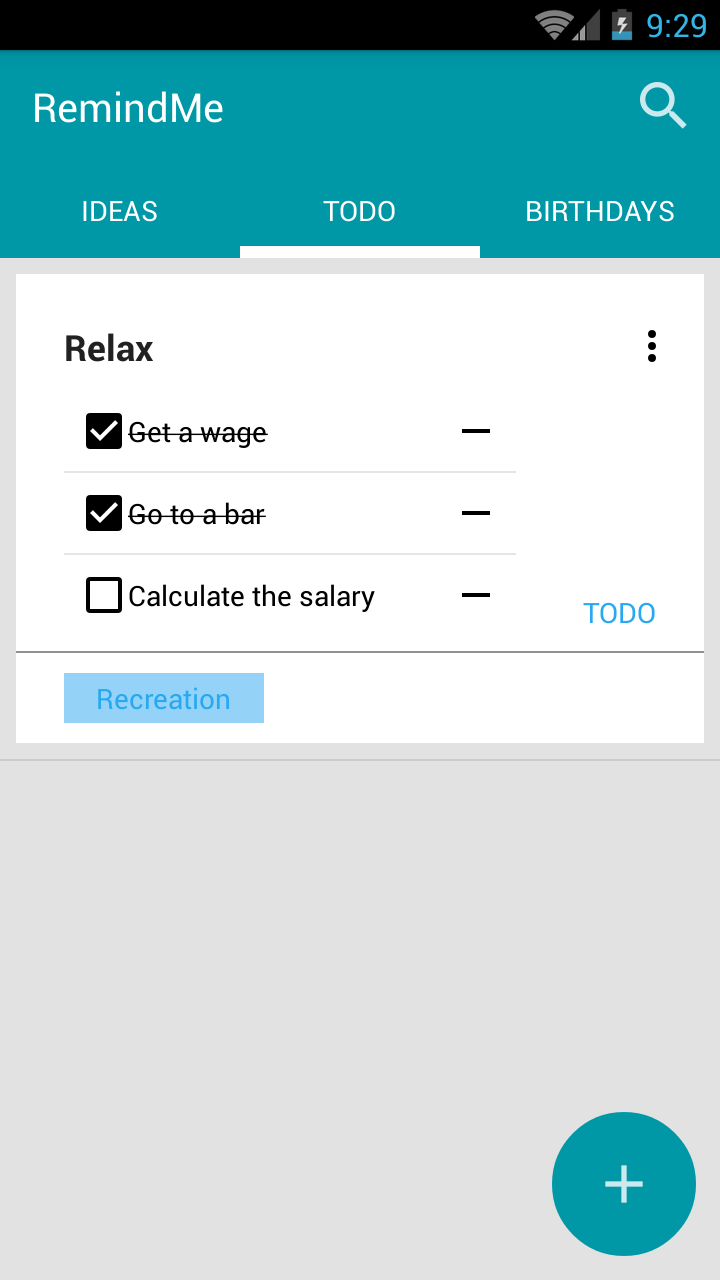 9:29
RemindMe
IDEAS TODO BIRTHDAYS
Relax
Get a wage
Go to a bar
Calculate the salary
TODO
Recreation